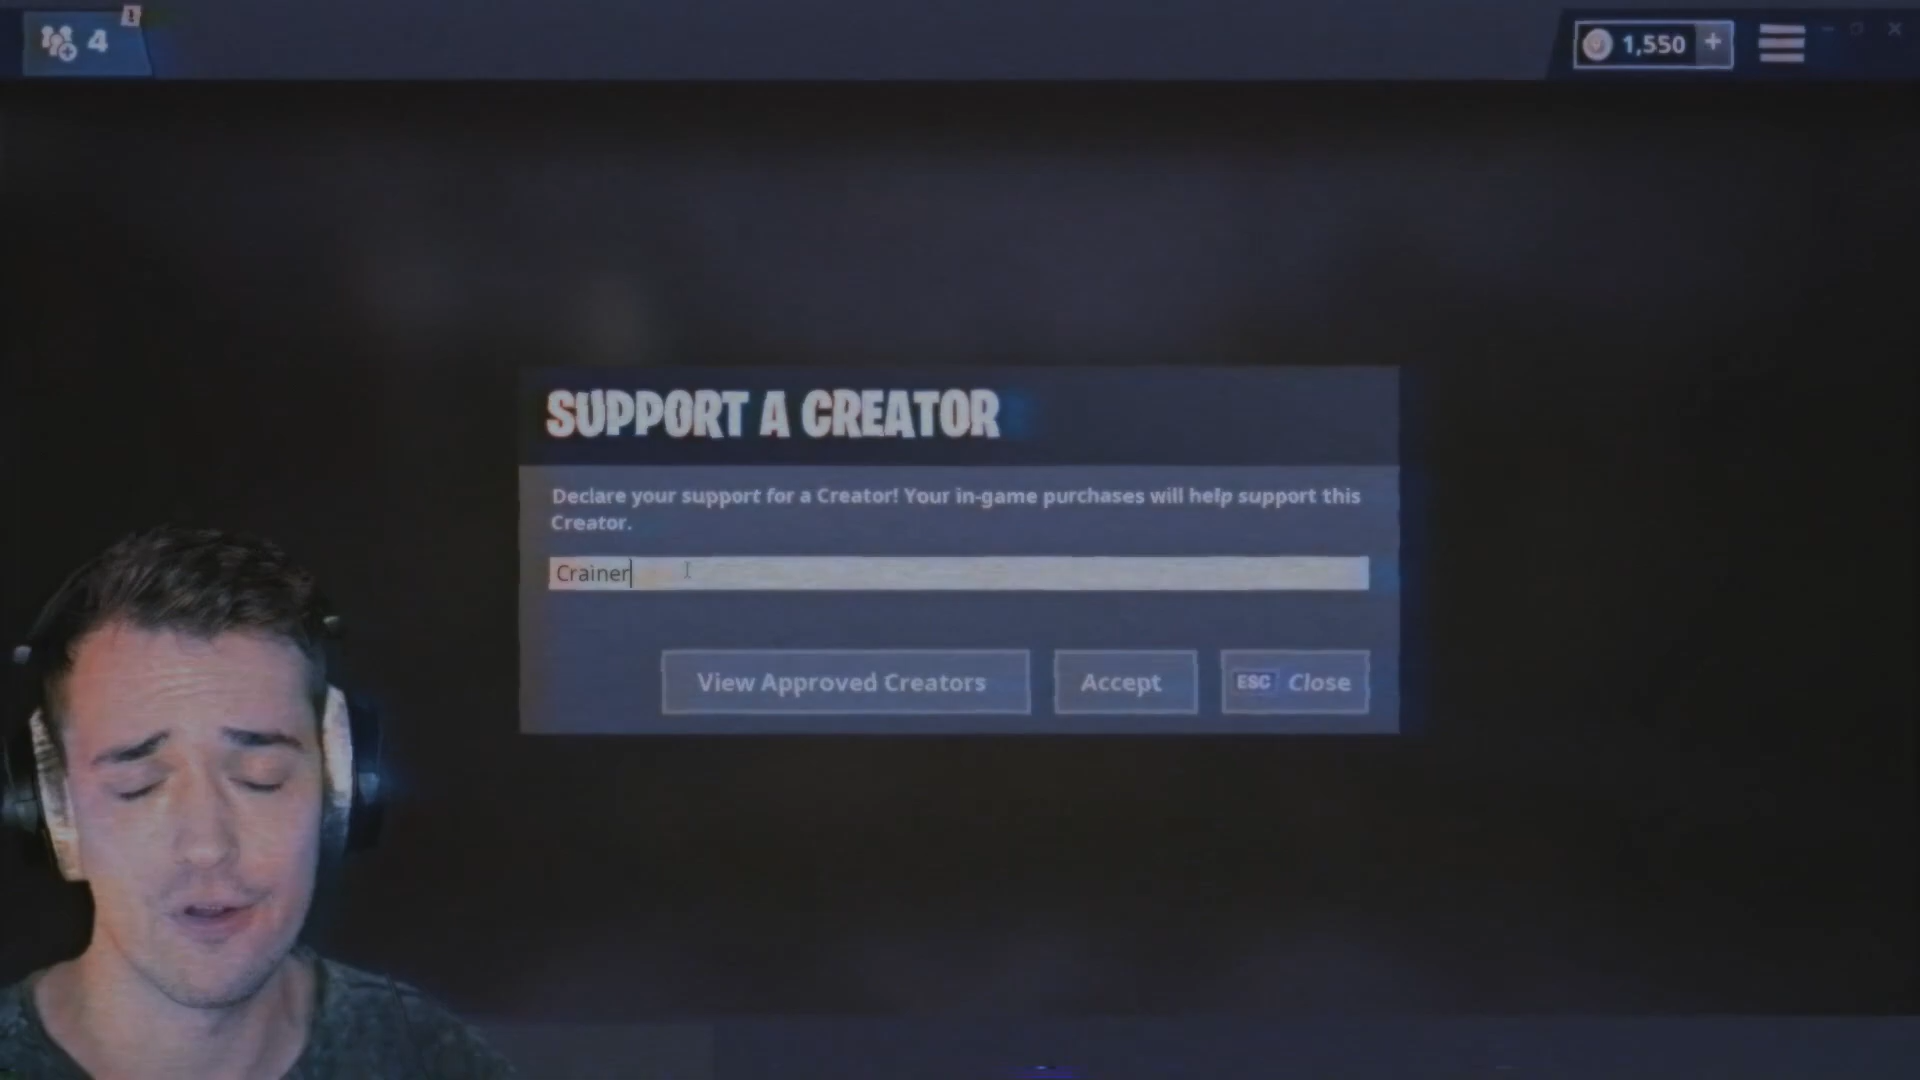 4
!
1,550 +
SUPPORT A CREATOR
Declare your support for a Creator! Your in-game purchases will help support this
Creator.
Crainer
View Approved Creators
Accept
ESC Close